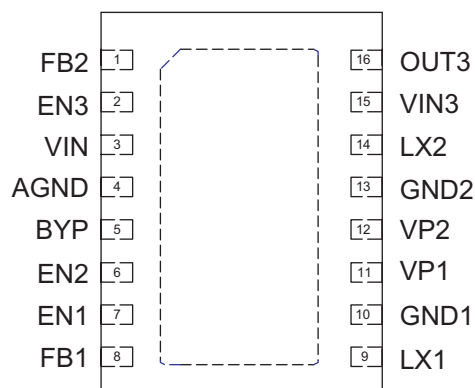 FB2 1 16 OUT3
EN3 2 15 VIN3
VIN 3 14 LX2
AGND 4 13 GND2
BYP 5 12 VP2
EN2 6 11 VP1
EN1 7 10 GND1
FB1 8 9 LX1